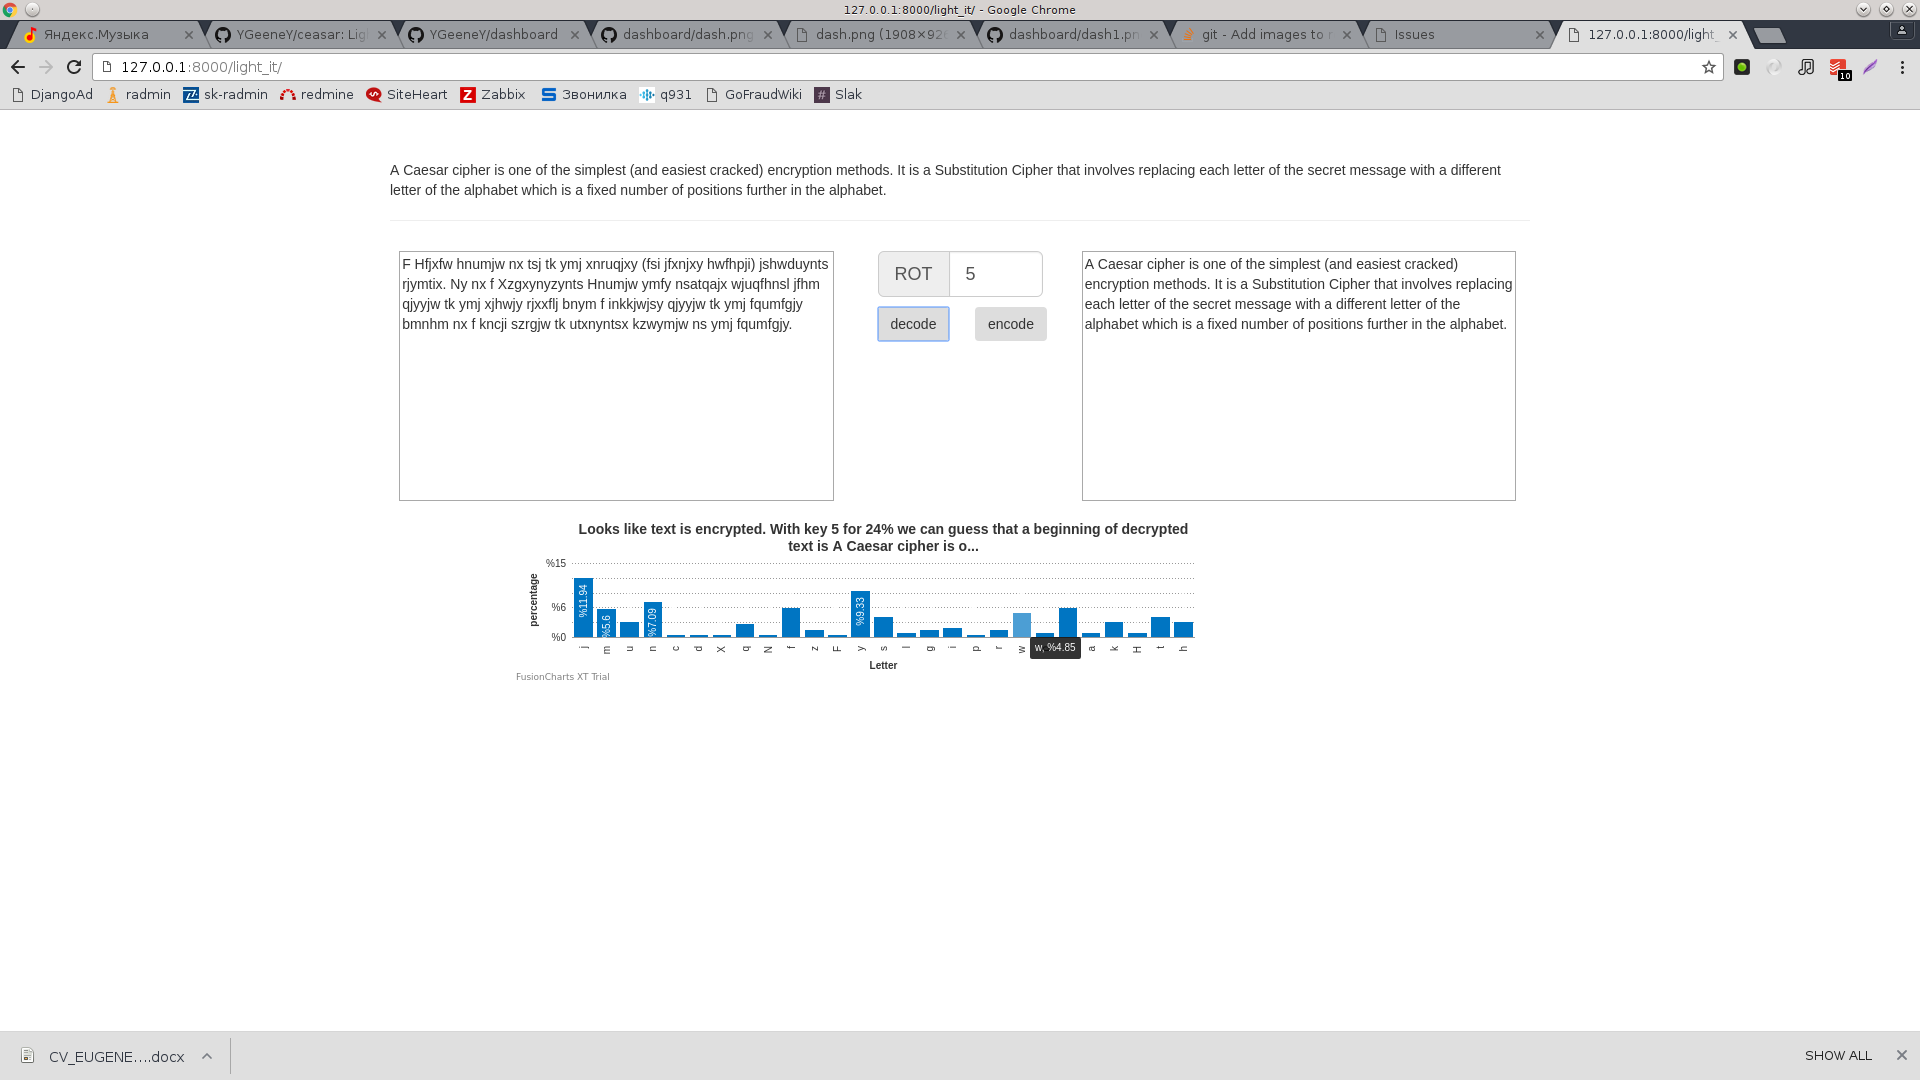 127.0.0.1:8000/light_it/ - Google Chrome
Яндекс.Музыка
YGeeneY/ceasar: Lig
YGeeneY/dashboard
dashboard/dash.png
dash.png (1908×926
dashboard/dash1.pn
git - Add images to r
Issues
127.0.0.1:8000/light_
127.0.0.1:8000/light_it/
10
DjangoAd
radmin
sk-radmin
redmine
SiteHeart
Zabbix
Звонилка
q931
GoFraudWiki
Slak
A Caesar cipher is one of the simplest (and easiest cracked) encryption methods. It is a Substitution Cipher that involves replacing each letter of the secret message with a different
letter of the alphabet which is a fixed number of positions further in the alphabet.
F Hfjxfw hnumjw nx tsj tk ymj xnruqjxy (fsi jfxnjxy hwfhpji) jshwduynts
rjymtix. Ny nx f Xzgxynyzynts Hnumjw ymfy nsatqajx wjuqfhnsl jfhm
qjyyjw tk ymj xjhwjy rjxxflj bnym f inkkjwjsy qjyyjw tk ymj fqumfgjy
bmnhm nx f kncji szrgjw tk utxnyntsx kzwymjw ns ymj fqumfgjy.
ROT
5
decode
encode
A Caesar cipher is one of the simplest (and easiest cracked)
encryption methods. It is a Substitution Cipher that involves replacing
each letter of the secret message with a different letter of the
alphabet which is a fixed number of positions further in the alphabet.
Looks like text is encrypted. With key 5 for 24% we can guess that a beginning of decrypted
text is A Caesar cipher is o...
percentage
%15
%6
%0
%11.94
%5.6
%7.09
%9.33
j m u n c d X q N f z F y s l g i p r w a k H t h
w, %4.85
Letter
FusionCharts XT Trial
CV_EUGENE....docx
SHOW ALL